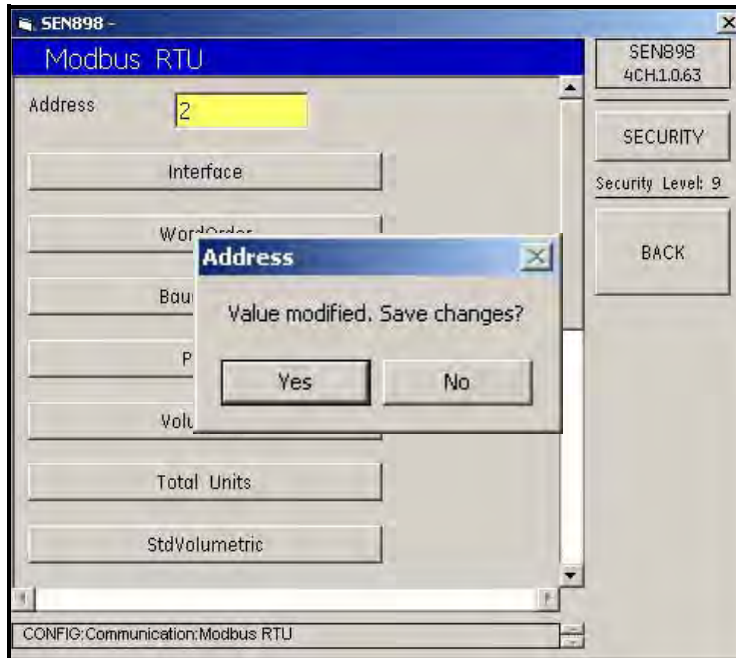 SEN898 -
Modbus RTU
SEN898
4CH.1.0.63
Address
2
SECURITY
Interface
Security Level: 9
BACK
Address
Value modified. Save changes?
Yes
No
Total Units
StdVolumetric
CONFIG:Communication:Modbus RTU